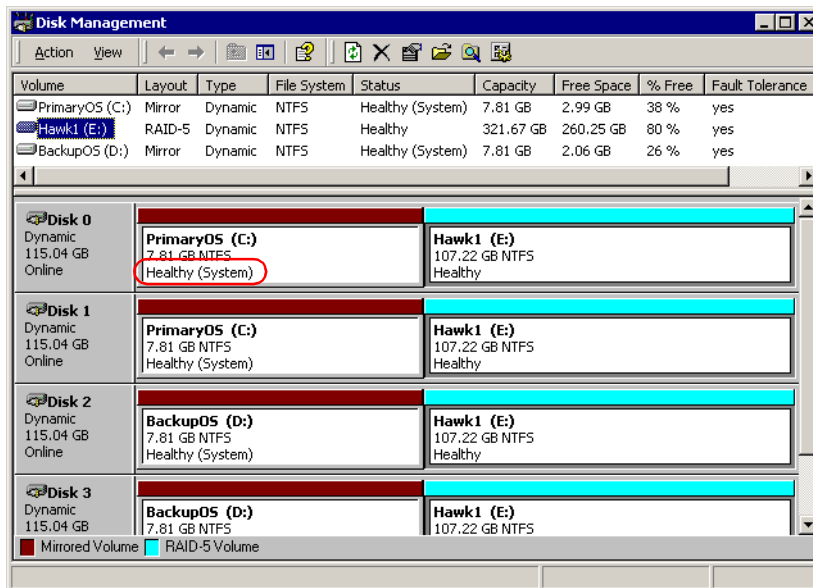 Disk Management
Action View
Volume Layout Type File System Status Capacity Free Space % Free Fault Tolerance
PrimaryOS (C:) Mirror Dynamic NTFS Healthy (System) 7.81 GB 2.99 GB 38 % yes
Hawk1 (E:) RAID-5 Dynamic NTFS Healthy 321.67 GB 260.25 GB 80 % yes
BackupOS (D:) Mirror Dynamic NTFS Healthy (System) 7.81 GB 2.06 GB 26 % yes
Disk 0
Dynamic
115.04 GB
Online
PrimaryOS (C:)
7.81 GB NTFS
Healthy (System)
Hawk1 (E:)
107.22 GB NTFS
Healthy
Disk 1
Dynamic
115.04 GB
Online
PrimaryOS (C:)
7.81 GB NTFS
Healthy (System)
Hawk1 (E:)
107.22 GB NTFS
Healthy
Disk 2
Dynamic
115.04 GB
Online
BackupOS (D:)
7.81 GB NTFS
Healthy (System)
Hawk1 (E:)
107.22 GB NTFS
Healthy
Disk 3
Dynamic
115.04 GB
BackupOS (D:)
7.81 GB NTFS
Hawk1 (E:)
107.22 GB NTFS
Mirrored Volume RAID-5 Volume